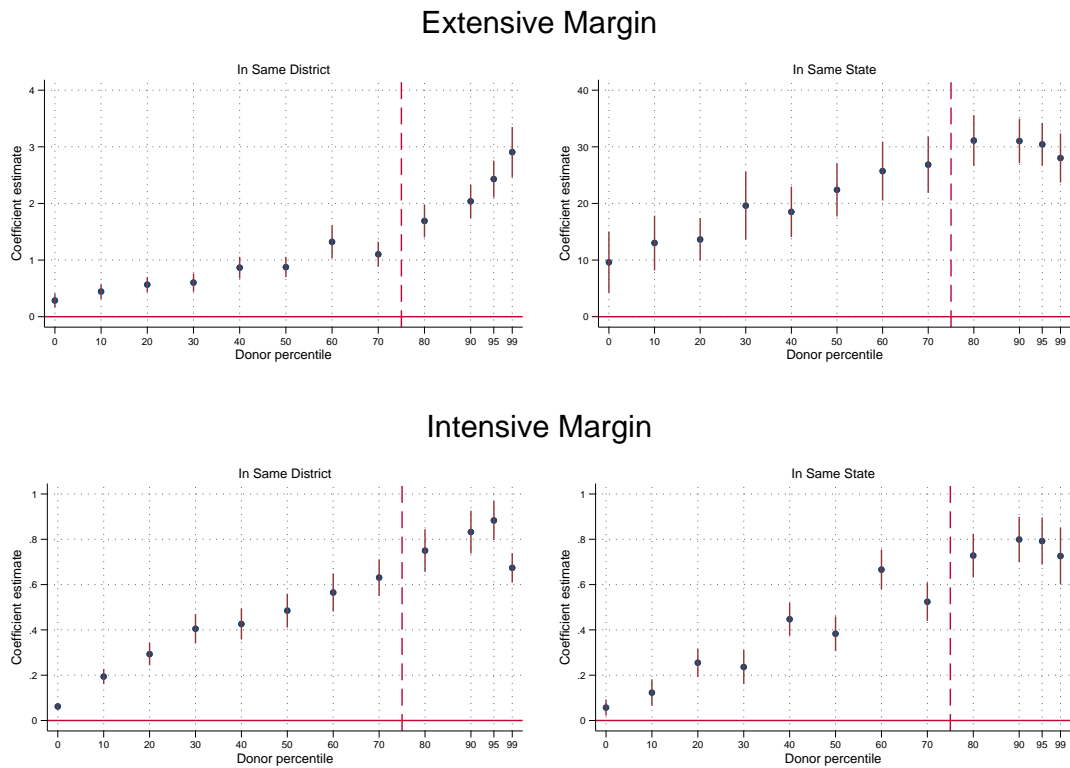 Extensive Margin
In Same District
Coefficient estimate
4
3
2
1
0
0 10 20 30 40 50 60 70 80 90 95 99
Donor percentile
In Same State
Coefficient estimate
40
30
20
10
0
0 10 20 30 40 50 60 70 80 90 95 99
Donor percentile
Intensive Margin
In Same District
Coefficient estimate
1
.8
.6
.4
.2
0
0 10 20 30 40 50 60 70 80 90 95 99
Donor percentile
In Same State
Coefficient estimate
1
.8
.6
.4
.2
0
0 10 20 30 40 50 60 70 80 90 95 99
Donor percentile